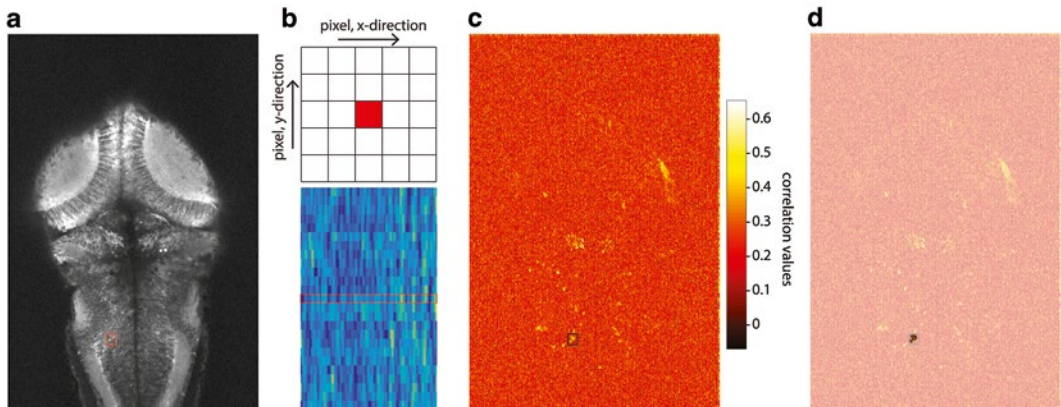 a
b
pixel, x-direction
pixel, y-direction
c
0.6
0.5
0.4
0.3
0.2
0.1
0
correlation values
d